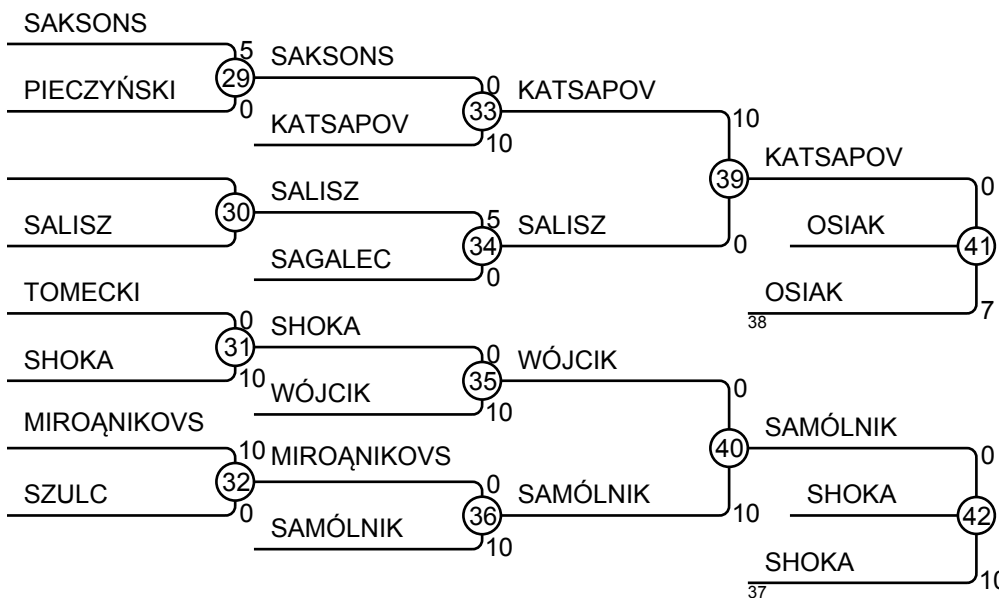 SAKSONS
5
29
SAKSONS
PIECZYŃSKI
0
0
33
KATSAPOV
KATSAPOV
10
10
39
KATSAPOV
0
SALISZ
30
SALISZ
5
34
SALISZ
SAGALEC
0
0
OSIAK
41
OSIAK
38
7
TOMECKI
0
31
SHOKA
SHOKA
10
0
35
WÓJCIK
WÓJCIK
10
0
40
SAMÓLNIK
0
MIROĄNIKOVS
10
32
MIROĄNIKOVS
SZULC
0
0
36
SAMÓLNIK
SAMÓLNIK
10
10
SHOKA
42
SHOKA
37
10